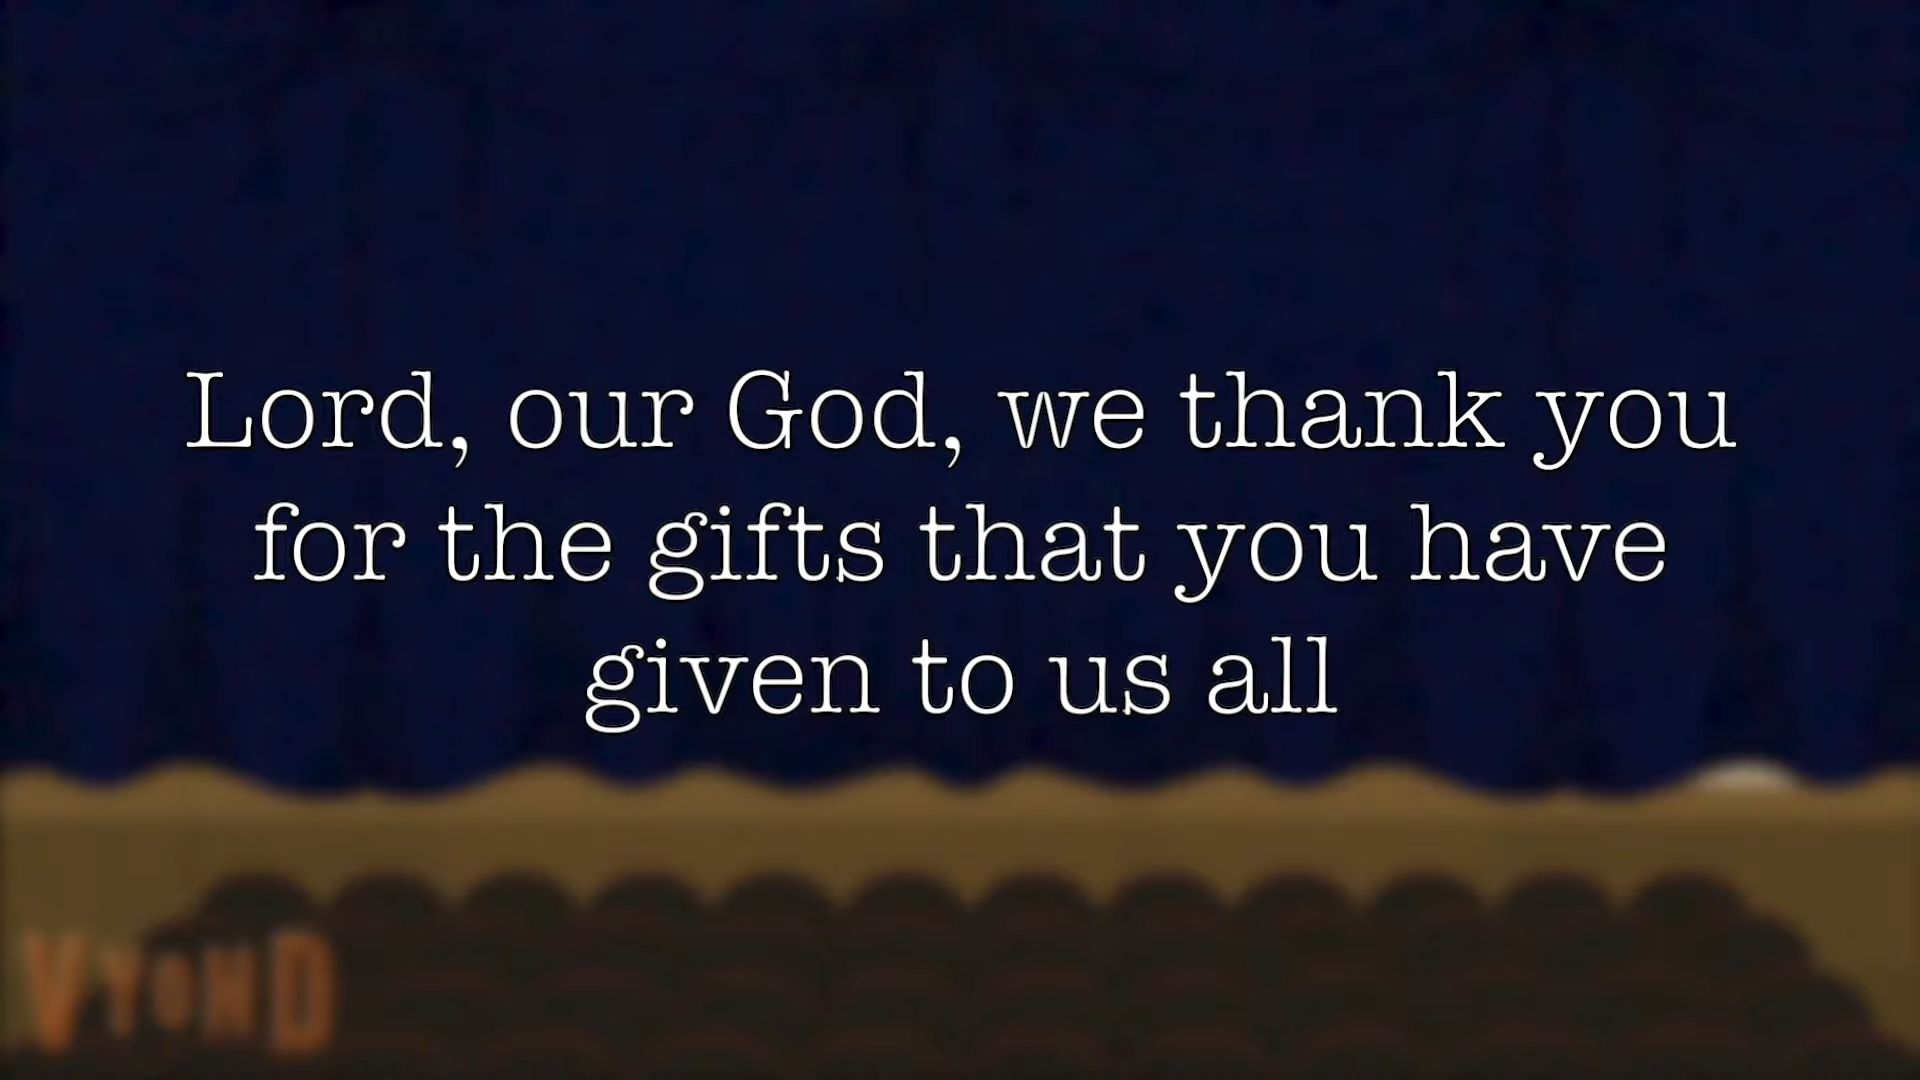 Lord, our God, we thank you
for the gifts that you have
given to us all
VYOND